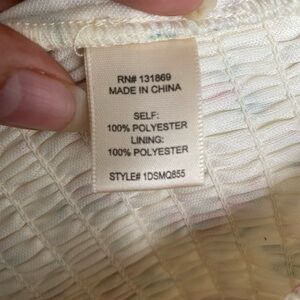 RN# 131869
MADE IN CHINA
SELF:
100% POLYESTER
LINING:
100% POLYESTER
STYLE# 1DSMQ855